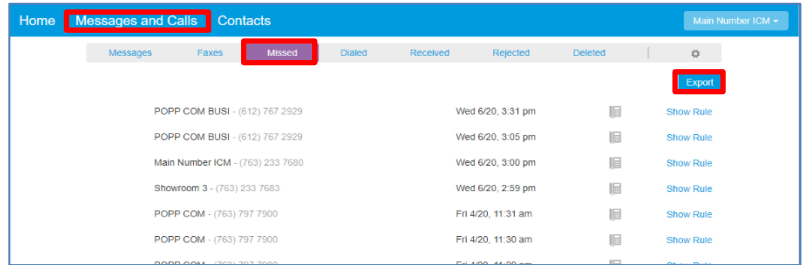 Home Messages and Calls Contacts Main Number ICM
Messages Faxes Missed Dialed Received Rejected Deleted
Export
POPP COM BUSI - (612) 767 2929 Wed 6/20, 3:31 pm Show Rule
POPP COM BUSI - (612) 767 2929 Wed 6/20, 3:05 pm Show Rule
Main Number ICM - (763) 233 7680 Wed 6/20, 3:00 pm Show Rule
Showroom 3 - (763) 233 7683 Wed 6/20, 2:59 pm Show Rule
POPP COM - (763) 797 7900 Fri 4/20, 11:31 am Show Rule
POPP COM - (763) 797 7900 Fri 4/20, 11:30 am Show Rule